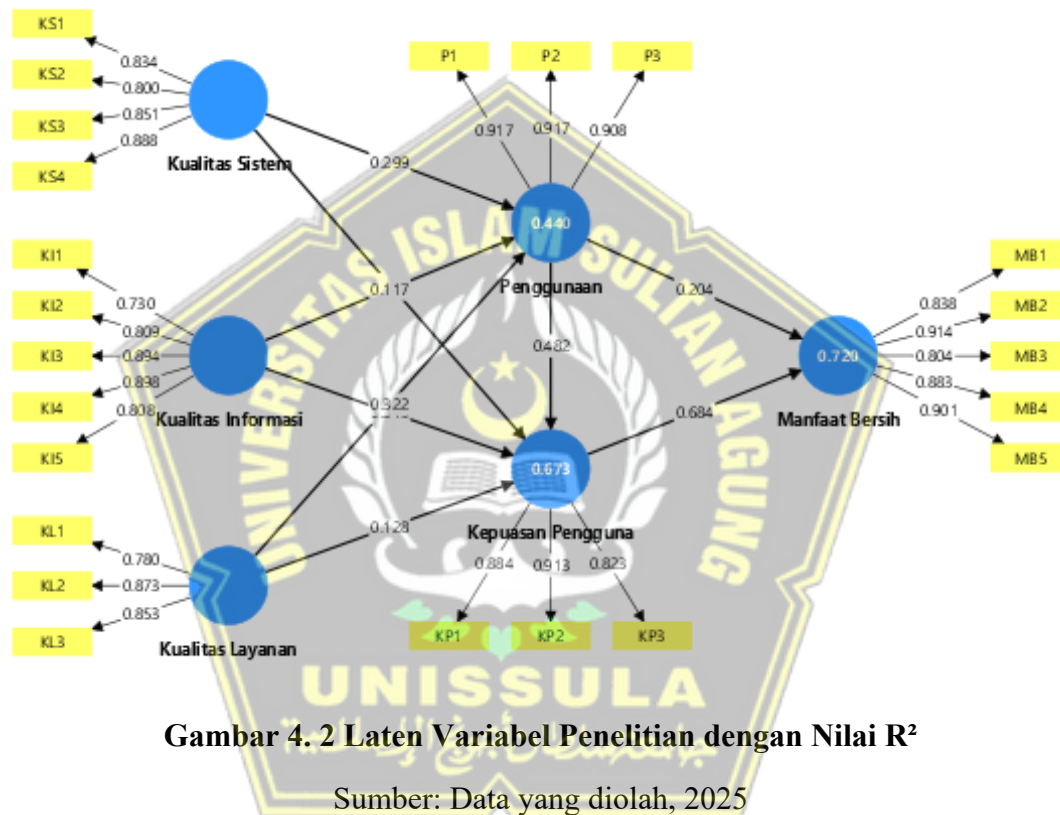 KS1
KS2
KS3
KS4
0.834
0.800
0.851
0.888
Kualitas Sistem
KI1
KI2
KI3
KI4
KI5
0.730
0.809
0.894
0.898
0.808
Kualitas Informasi
KL1
KL2
KL3
0.780
0.873
0.853
Kualitas Layanan
P1
P2
P3
0.917
0.917
0.908
0.440
Penggunaan
0.299
0.117
0.322
0.128
0.482
0.204
0.684
0.673
Kepuasan Pengguna
0.884
0.913
0.823
KP1
KP2
KP3
0.720
Manfaat Bersih
0.838
0.914
0.804
0.883
0.901
MB1
MB2
MB3
MB4
MB5
UNIVERSITAS ISLAM SULTAN AGUNG
UNISSULA
Gambar 4. 2 Laten Variabel Penelitian dengan Nilai R²
Sumber: Data yang diolah, 2025